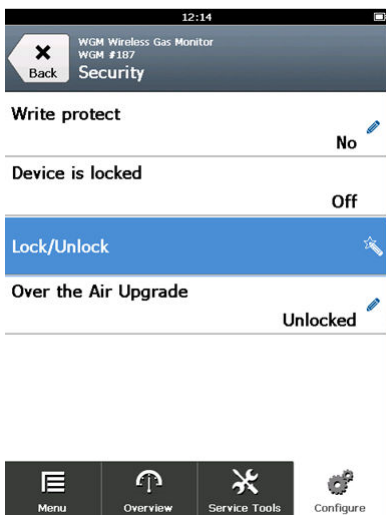 12:14
WGM Wireless Gas Monitor
WGM #187
Back
Security
Write protect
No
Device is locked
Off
Lock/Unlock
Over the Air Upgrade
Unlocked
Menu
Overview
Service Tools
Configure